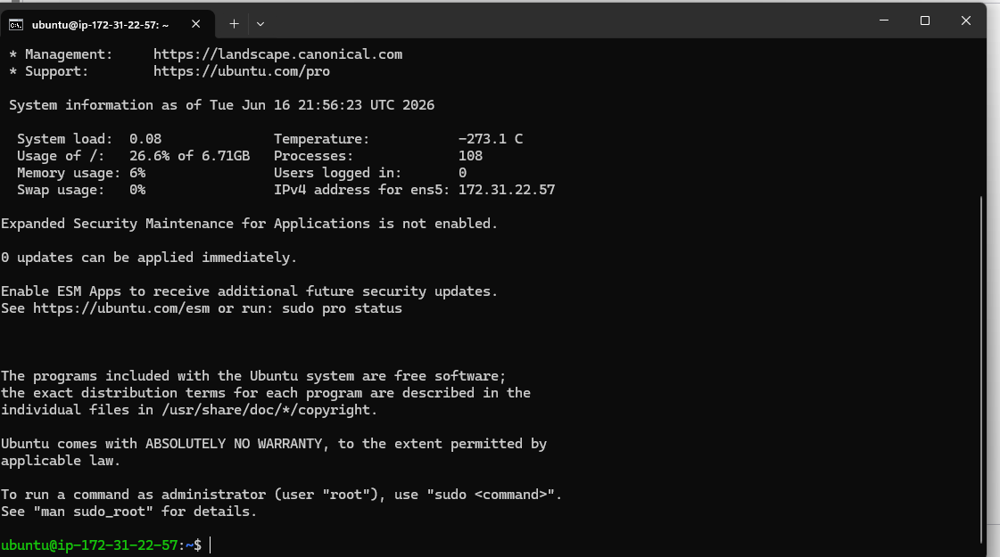 ubuntu@ip-172-31-22-57: ~
* Management:     https://landscape.canonical.com
* Support:        https://ubuntu.com/pro
System information as of Tue Jun 16 21:56:23 UTC 2026
System load:  0.08              Temperature:           -273.1 C
Usage of /:   26.6% of 6.71GB   Processes:             108
Memory usage: 6%                Users logged in:       0
Swap usage:   0%                IPv4 address for ens5: 172.31.22.57
Expanded Security Maintenance for Applications is not enabled.
0 updates can be applied immediately.
Enable ESM Apps to receive additional future security updates.
See https://ubuntu.com/esm or run: sudo pro status
The programs included with the Ubuntu system are free software;
the exact distribution terms for each program are described in the
individual files in /usr/share/doc/*/copyright.
Ubuntu comes with ABSOLUTELY NO WARRANTY, to the extent permitted by
applicable law.
To run a command as administrator (user "root"), use "sudo <command>".
See "man sudo_root" for details.
ubuntu@ip-172-31-22-57:~$